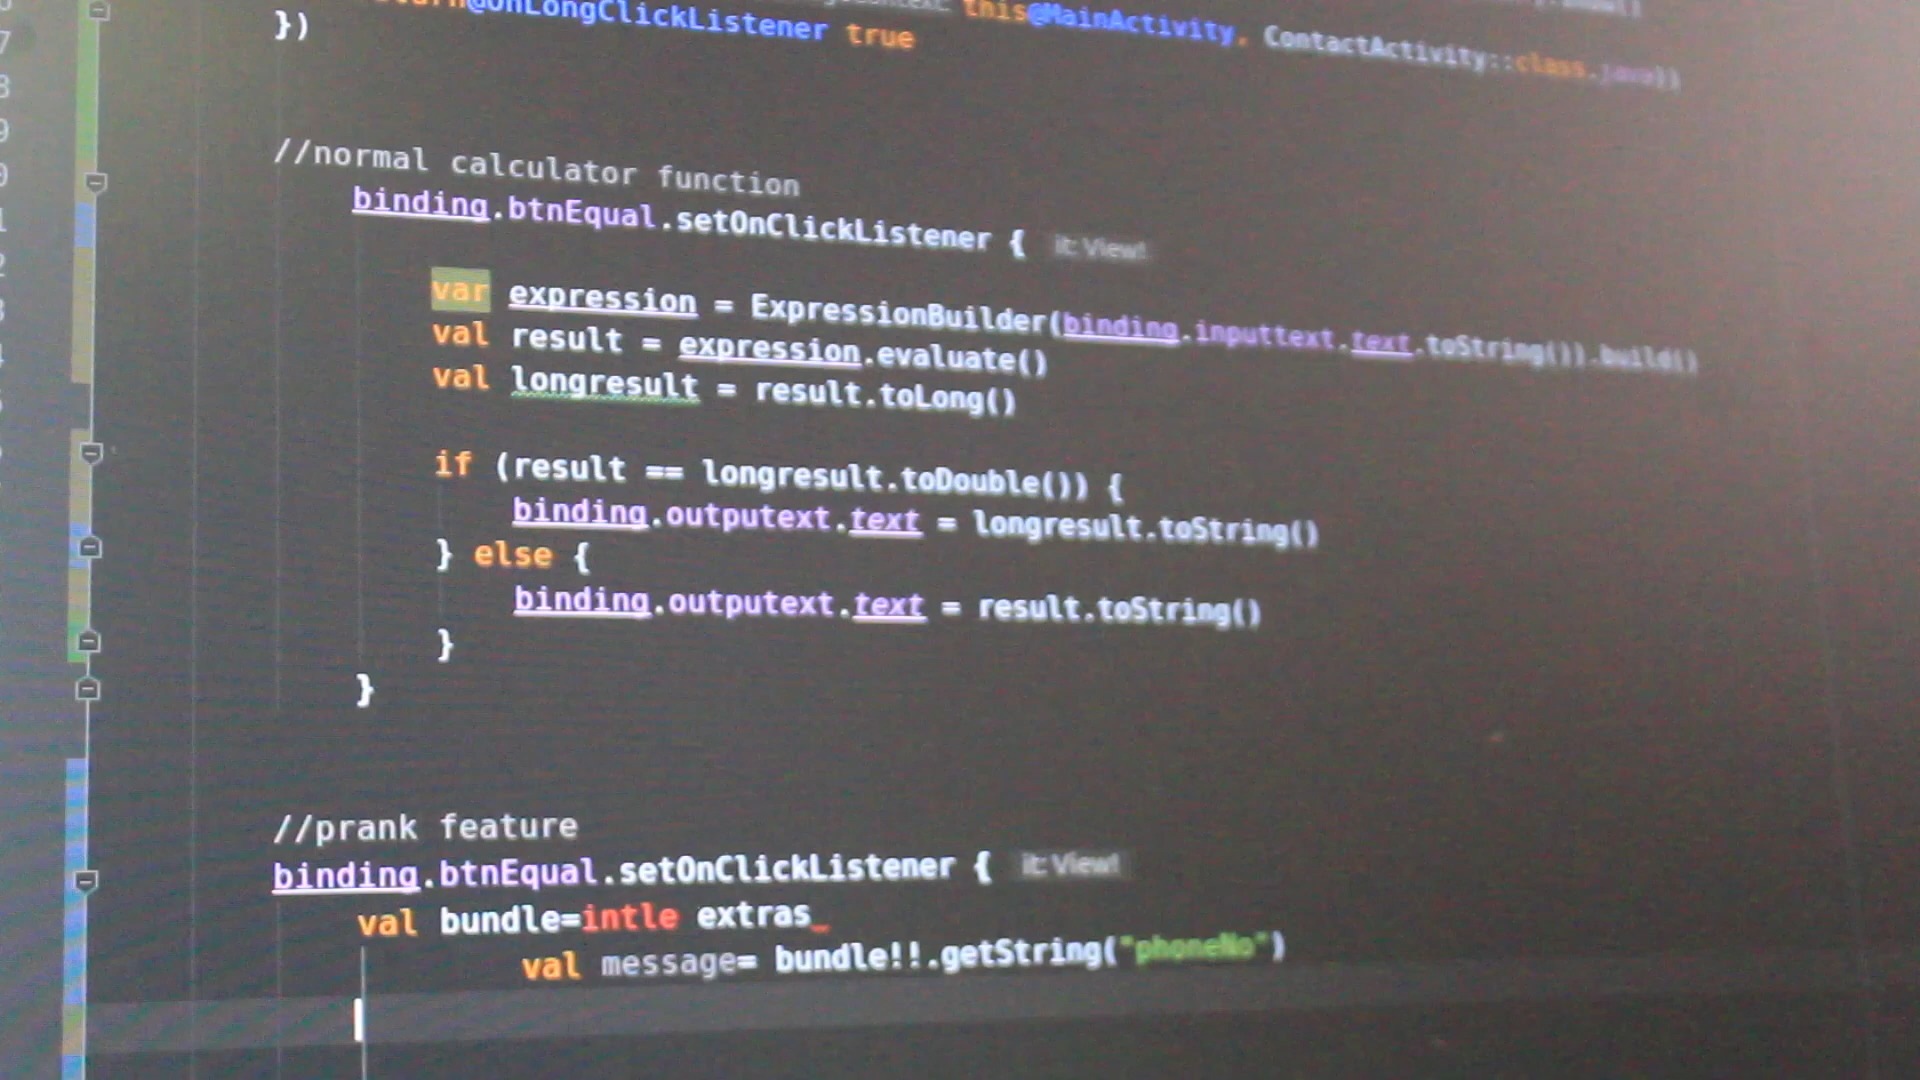 this@MainActivity, ContactActivity::class.java))
@OnLongClickListener true
})
//normal calculator function
binding.btnEqual.setOnClickListener { it: View!
var expression = ExpressionBuilder(binding.inputtext.text.toString()).build()
val result = expression.evaluate()
val longresult = result.toLong()
if (result == longresult.toDouble()) {
binding.outputext.text = longresult.toString()
} else {
binding.outputext.text = result.toString()
}
}
//prank feature
binding.btnEqual.setOnClickListener { it: View!
val bundle=intle extras_
val message= bundle!!.getString("phoneNo")